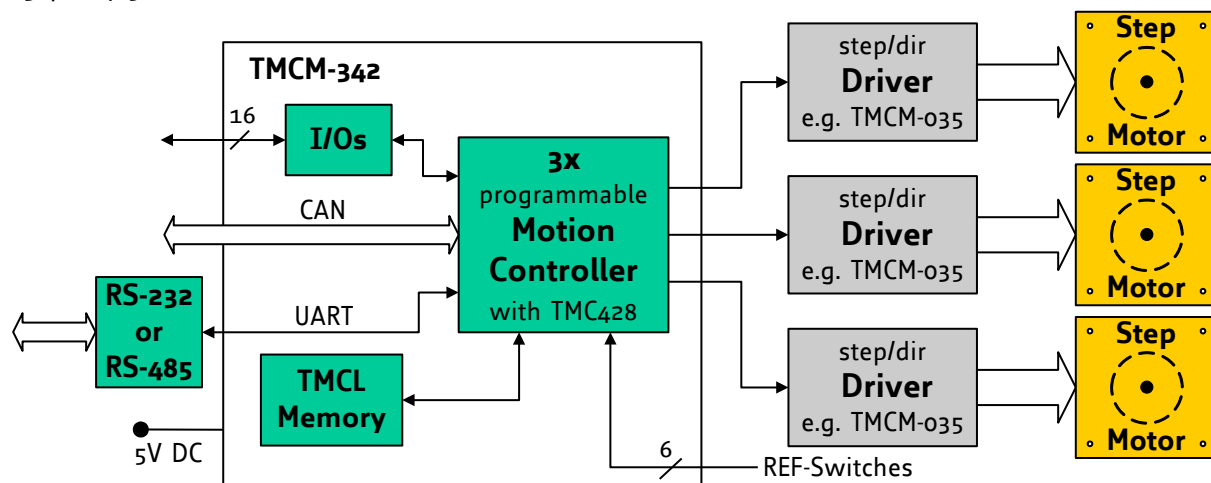 TMCM-342
16
I/Os
CAN
RS-232
or
RS-485
UART
TMCL
Memory
5V DC
3x
programmable
Motion
Controller
with TMC428
6
REF-Switches
step/dir
Driver
e.g. TMCM-035
Step
Motor
step/dir
Driver
e.g. TMCM-035
Step
Motor
step/dir
Driver
e.g. TMCM-035
Step
Motor